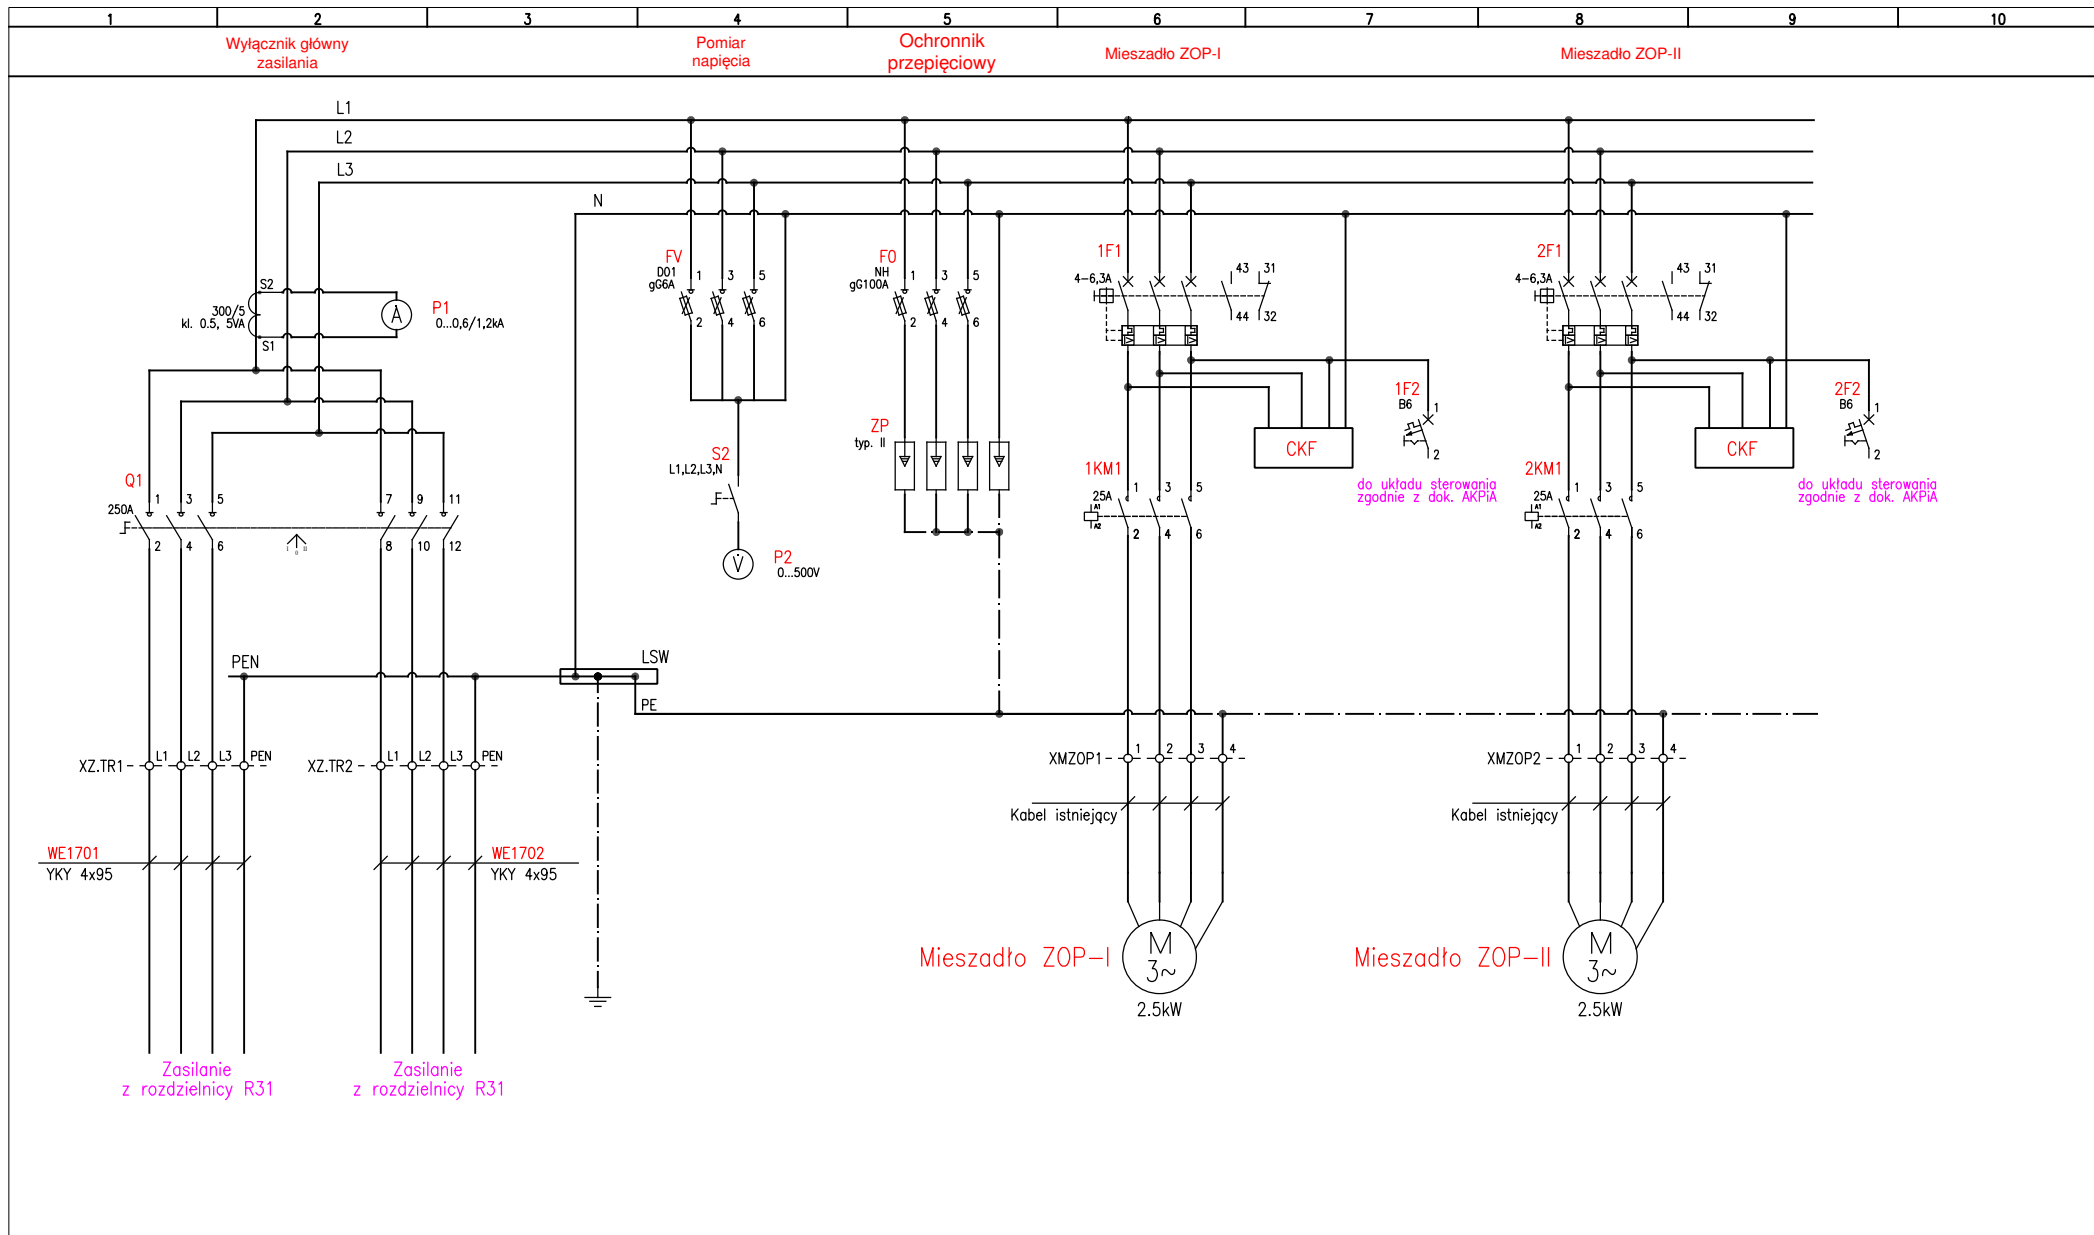 1 2 3 4 5 6 7 8 9 10
Wyłącznik główny
zasilania
Pomiar
napięcia
Ochronnik
przepięciowy
Mieszadło ZOP-I
Mieszadło ZOP-II
L1
L2
L3
N
S2
300/5
kl. 0.5, 5VA
S1
A
P1
0...0,6/1,2kA
Q1
250A
1 3 5 7 9 11
2 4 6 8 10 12
I 0 II
FV
D01
gG6A
1 3 5
2 4 6
S2
L1,L2,L3,N
V
P2
0...500V
F0
NH
gG100A
1 3 5
2 4 6
ZP
typ. II
1F1
4-6,3A
43 31
44 32
1F2
B6
1
2
CKF
do układu sterowania
zgodnie z dok. AKPiA
1KM1
25A
A1
A2
1 3 5
2 4 6
2F1
4-6,3A
43 31
44 32
2F2
B6
1
2
CKF
do układu sterowania
zgodnie z dok. AKPiA
2KM1
25A
A1
A2
1 3 5
2 4 6
PEN
LSW
PE
XZ.TR1 L1 L2 L3 PEN
XZ.TR2 L1 L2 L3 PEN
XMZOP1 1 2 3 4
XMZOP2 1 2 3 4
Kabel istniejący
Kabel istniejący
WE1701
YKY 4x95
WE1702
YKY 4x95
Mieszadło ZOP-I
M
3~
2.5kW
Mieszadło ZOP-II
M
3~
2.5kW
Zasilanie
z rozdzielnicy R31
Zasilanie
z rozdzielnicy R31